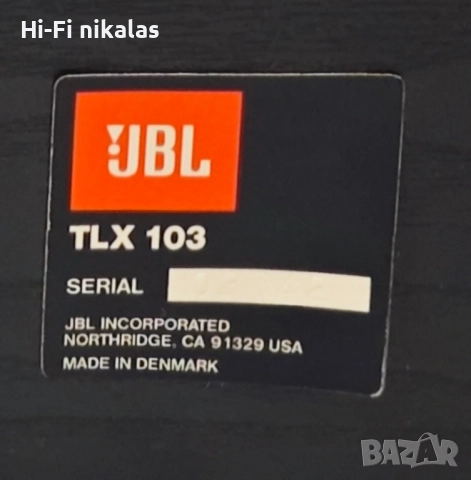 Hi-Fi nikalas
JBL
TLX 103
SERIAL
JBL INCORPORATED
NORTHRIDGE, CA 91329 USA
MADE IN DENMARK
BAZAR